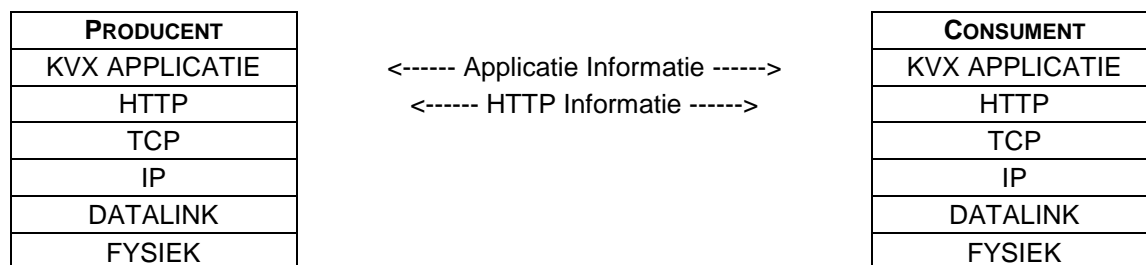 PRODUCENT CONSUMENT
KVX APPLICATIE <------ Applicatie Informatie ------> KVX APPLICATIE
HTTP <------ HTTP Informatie ------> HTTP
TCP TCP
IP IP
DATALINK DATALINK
FYSIEK FYSIEK